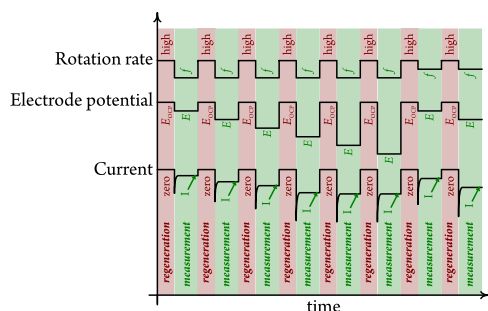 high high high high high high high high
Rotation rate
f f f f f f f f
Electrode potential
E_OCP E E_OCP E E_OCP E E_OCP E E_OCP E E_OCP E E_OCP E E_OCP E
Current
zero I zero I zero I zero I zero I zero I zero I zero I
regeneration measurement regeneration measurement regeneration measurement regeneration measurement regeneration measurement regeneration measurement regeneration measurement regeneration measurement
time